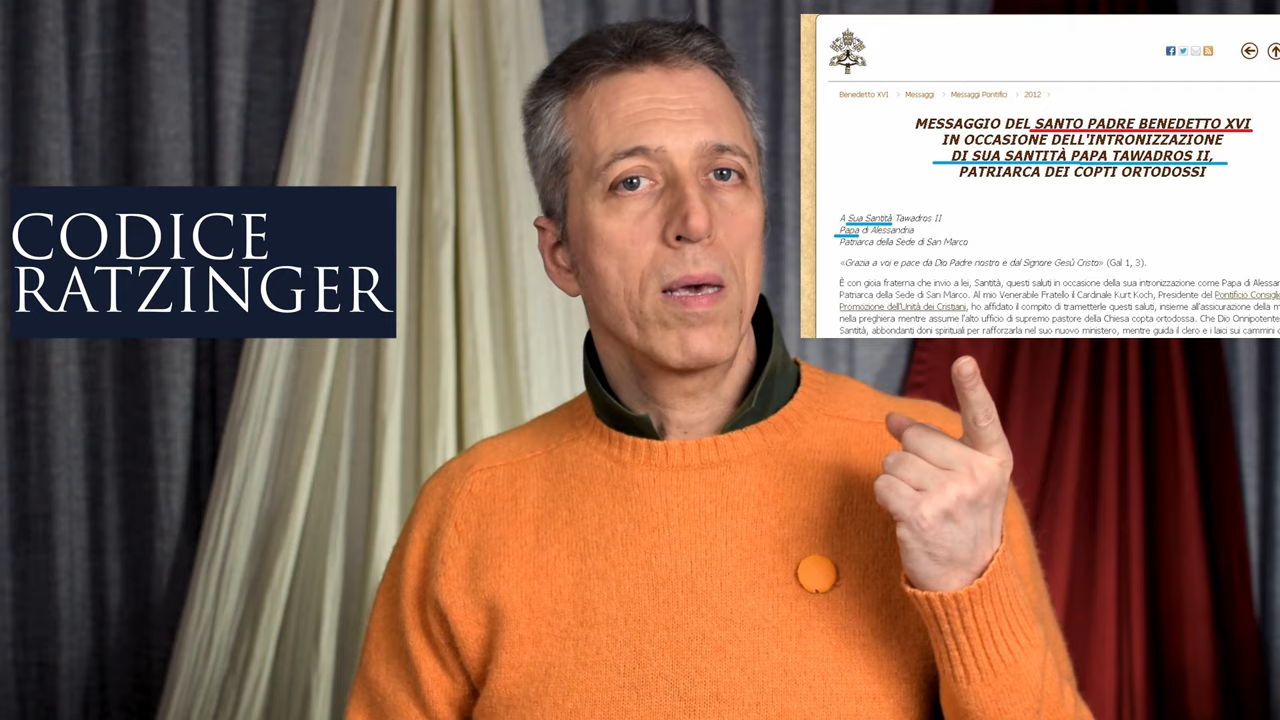 CODICE
RATZINGER
Benedetto XVI > Messaggi > Messaggi Pontifici > 2012 >
MESSAGGIO DEL SANTO PADRE BENEDETTO XVI
IN OCCASIONE DELL'INTRONIZZAZIONE
DI SUA SANTITÀ PAPA TAWADROS II,
PATRIARCA DEI COPTI ORTODOSSI
A Sua Santità Tawadros II
Papa di Alessandria
Patriarca della Sede di San Marco
«Grazia a voi e pace da Dio Padre nostro e dal Signore Gesù Cristo» (Gal 1, 3).
È con gioia fraterna che invio a lei, Santità, questi saluti in occasione della sua intronizzazione come Papa di
Patriarca della Sede di San Marco. Al mio Venerabile Fratello il Cardinale Kurt Koch, Presidente del Pontificio
Promozione dell'Unità dei Cristiani, ho affidato il compito di trametterle questi saluti, insieme all'assicurazione della
nella preghiera mentre assume l'alto ufficio di supremo pastore della Chiesa copta ortodossa. Che Dio Onnipotente
Santità, abbondanti doni spirituali per rafforzarla nel suo nuovo ministero, mentre guida il clero e i laici sui cammini